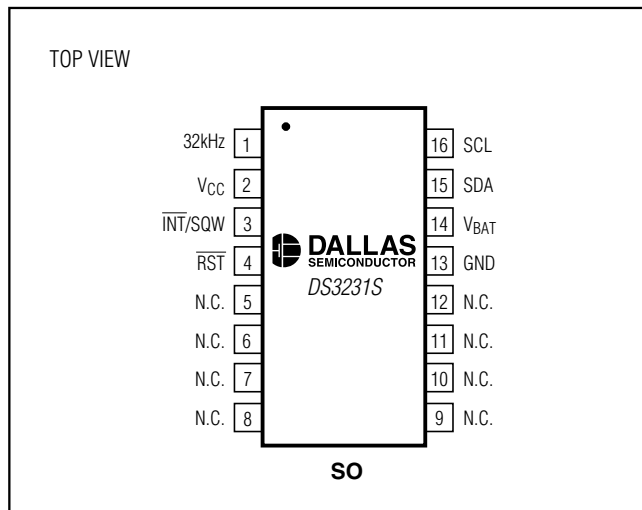 TOP VIEW
32kHz 1
VCC 2
INT/SQW 3
RST 4
N.C. 5
N.C. 6
N.C. 7
N.C. 8
DALLAS
SEMICONDUCTOR
DS3231S
16 SCL
15 SDA
14 VBAT
13 GND
12 N.C.
11 N.C.
10 N.C.
9 N.C.
SO